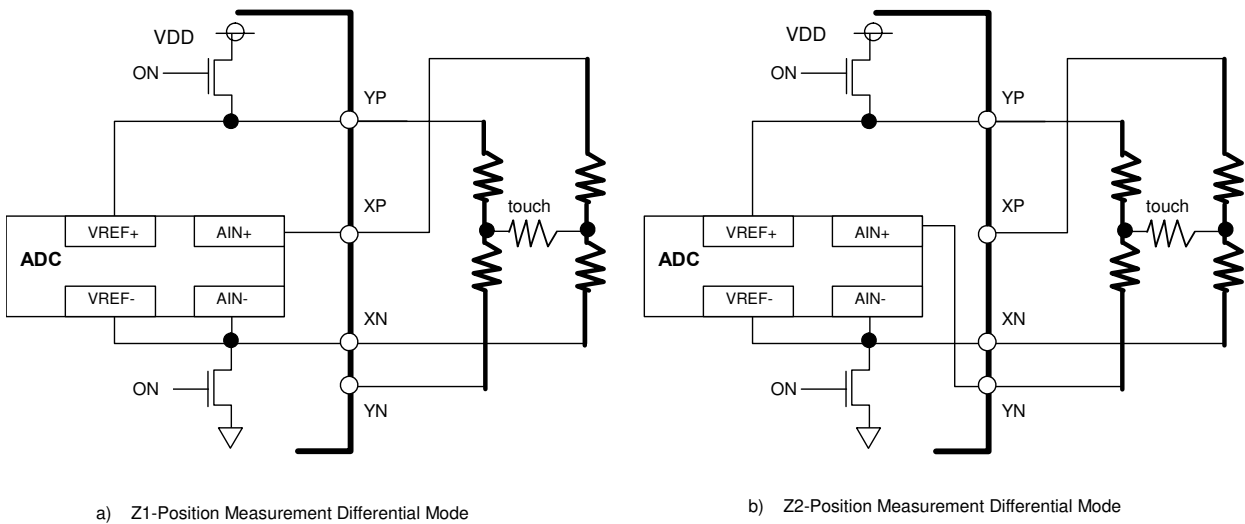 VDD
ON
YP
XP
VREF+
AIN+
touch
ADC
VREF-
AIN-
XN
ON
YN
a) Z1-Position Measurement Differential Mode
VDD
ON
YP
XP
VREF+
AIN+
touch
ADC
VREF-
AIN-
XN
ON
YN
b) Z2-Position Measurement Differential Mode